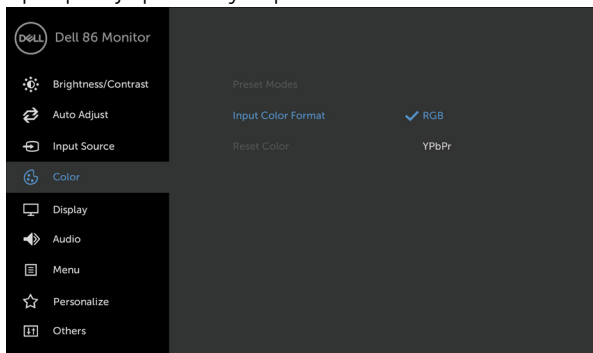 DELL
Dell 86 Monitor
Brightness/Contrast
Auto Adjust
Input Source
Color
Display
Audio
Menu
Personalize
Others
Preset Modes
Input Color Format
Reset Color
RGB
YPbPr